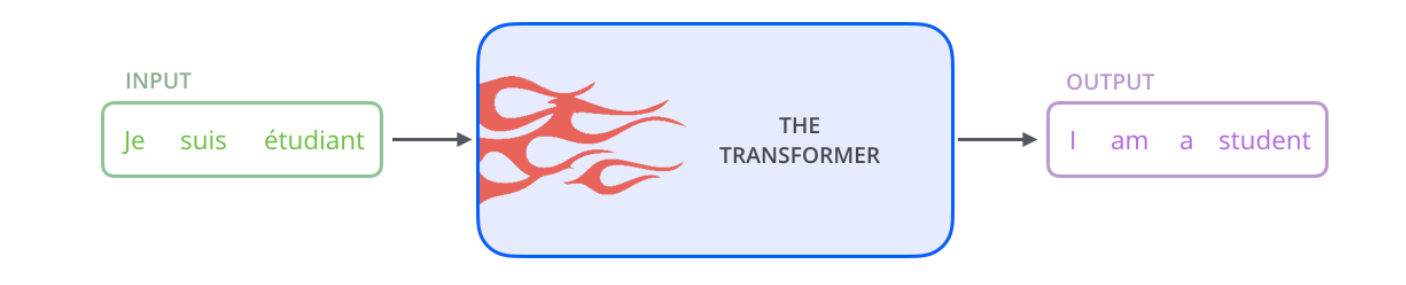 INPUT
Je suis étudiant
THE
TRANSFORMER
OUTPUT
I am a student